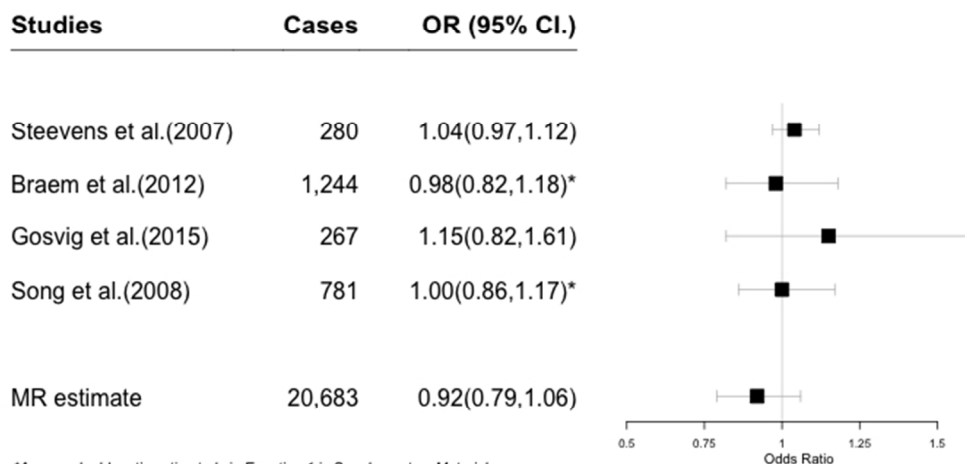 Studies Cases OR (95% CI.)
Steevens et al.(2007) 280 1.04(0.97,1.12)
Braem et al.(2012) 1,244 0.98(0.82,1.18)*
Gosvig et al.(2015) 267 1.15(0.82,1.61)
Song et al.(2008) 781 1.00(0.86,1.17)*
MR estimate 20,683 0.92(0.79,1.06)
0.5 0.75 1 1.25 1.5
Odds Ratio